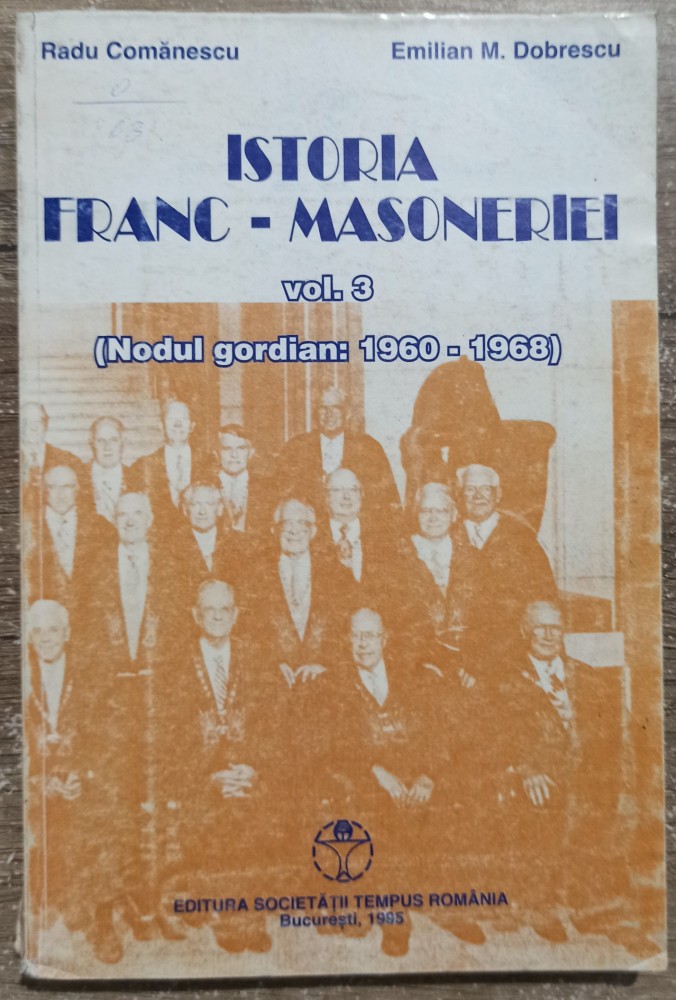 Radu Comănescu Emilian M. Dobrescu
ISTORIA
FRANC - MASONERIEI
vol. 3
(Nodul gordian: 1960 - 1968)
EDITURA SOCIETĂȚII TEMPUS ROMÂNIA
București, 1995